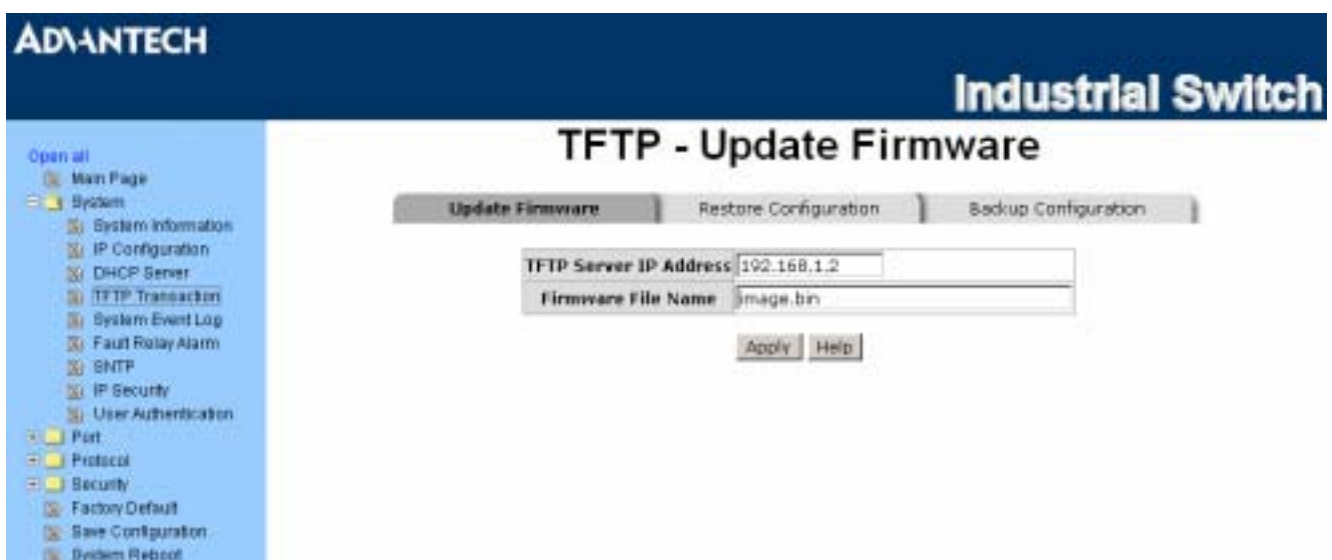 ADVANTECH
Industrial Switch
Open all
Main Page
System
System Information
IP Configuration
DHCP Server
TFTP Transaction
System Event Log
Fault Relay Alarm
SNTP
IP Security
User Authentication
Port
Protocol
Security
Factory Default
Save Configuration
System Reboot
TFTP - Update Firmware
Update Firmware Restore Configuration Backup Configuration
TFTP Server IP Address 192.168.1.2
Firmware File Name image.bin
Apply Help